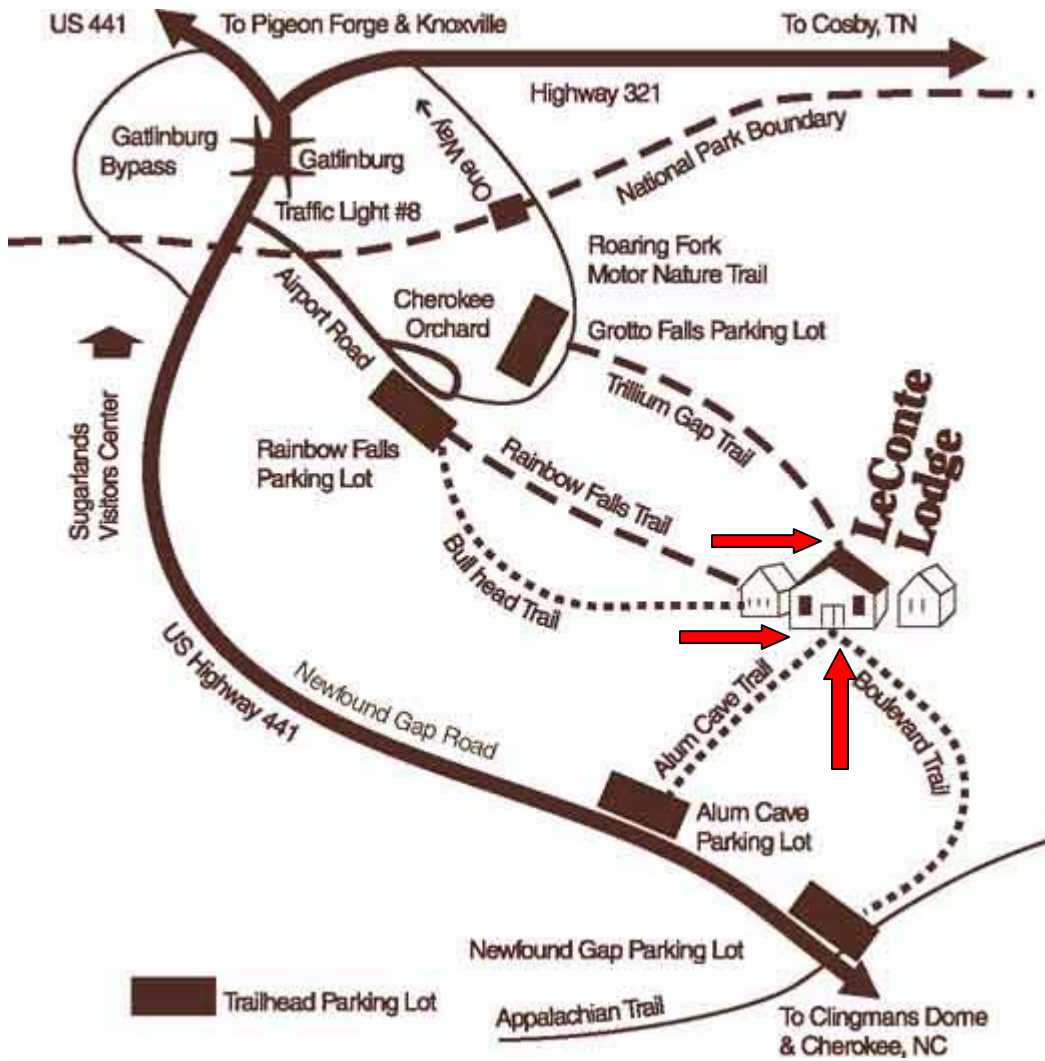 US 441
To Pigeon Forge & Knoxville
To Cosby, TN
Highway 321
One Way
National Park Boundary
Gatlinburg
Bypass
Gatlinburg
Traffic Light #8
Roaring Fork
Motor Nature Trail
Airport Road
Cherokee
Orchard
Grotto Falls Parking Lot
Trillium Gap Trail
Sugarlands
Visitors Center
Rainbow Falls
Parking Lot
Rainbow Falls Trail
LeConte
Lodge
Bull head Trail
US Highway 441
Newfound Gap Road
Alum Cave Trail
Boulevard Trail
Alum Cave
Parking Lot
Newfound Gap Parking Lot
Trailhead Parking Lot
Appalachian Trail
To Clingmans Dome
& Cherokee, NC